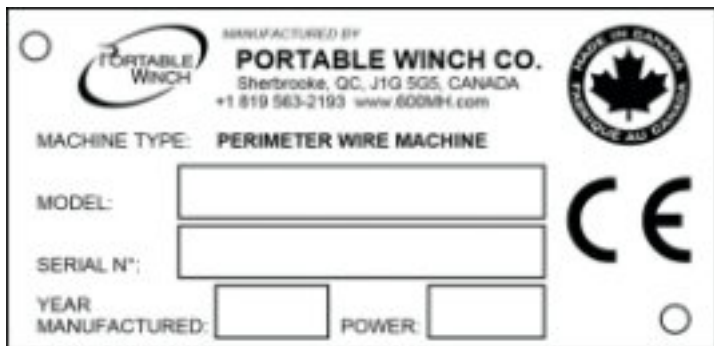 PORTABLE
WINCH
MANUFACTURED BY
PORTABLE WINCH CO.
Sherbrooke, QC, J1G 5G5, CANADA
+1 819 563-2193 www.600MH.com
MADE IN CANADA
FABRIQUÉ AU CANADA
MACHINE TYPE: PERIMETER WIRE MACHINE
MODEL:
CE
SERIAL N°:
YEAR
MANUFACTURED:
POWER: